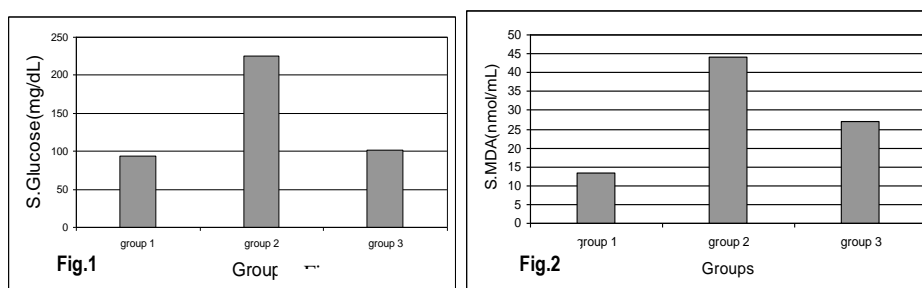 S.Glucose(mg/dL)
250
200
150
100
50
0
group 1
group 2
group 3
Fig.1
S.MDA(nmol/mL)
50
45
40
35
30
25
20
15
10
5
0
group 1
group 2
group 3
Groups
Fig.2